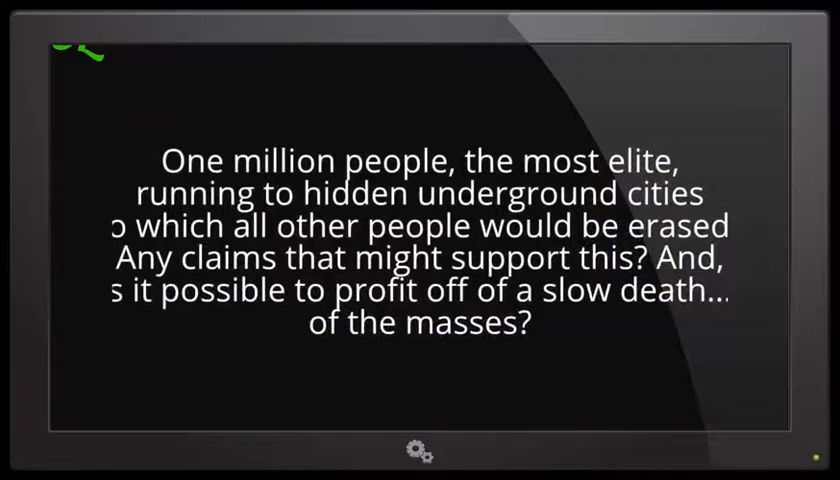 One million people, the most elite,
running to hidden underground cities
o which all other people would be erased
Any claims that might support this? And,
s it possible to profit off of a slow death...
of the masses?